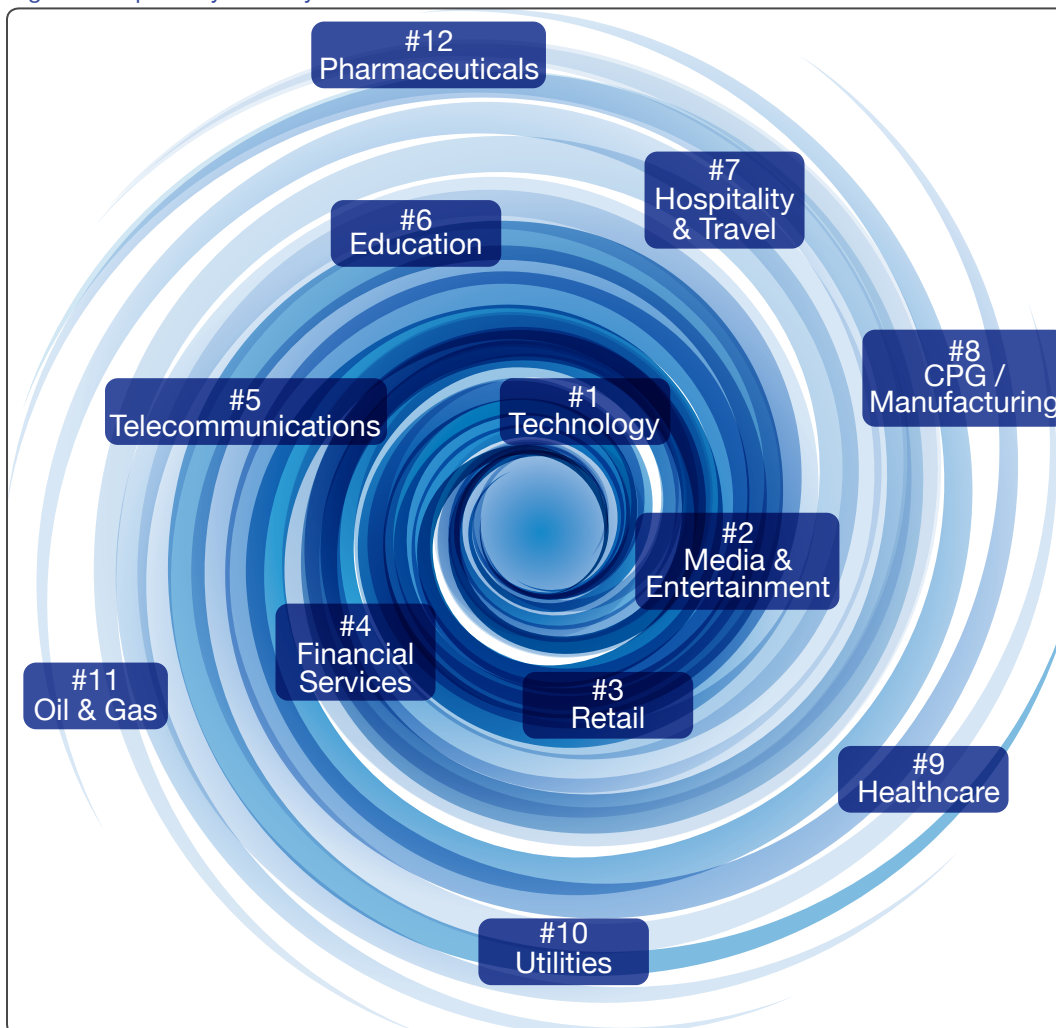 #12
Pharmaceuticals
#7
Hospitality
& Travel
#6
Education
#8
CPG /
Manufacturing
#5
Telecommunications
#1
Technology
#2
Media &
Entertainment
#4
Financial
Services
#11
Oil & Gas
#3
Retail
#9
Healthcare
#10
Utilities